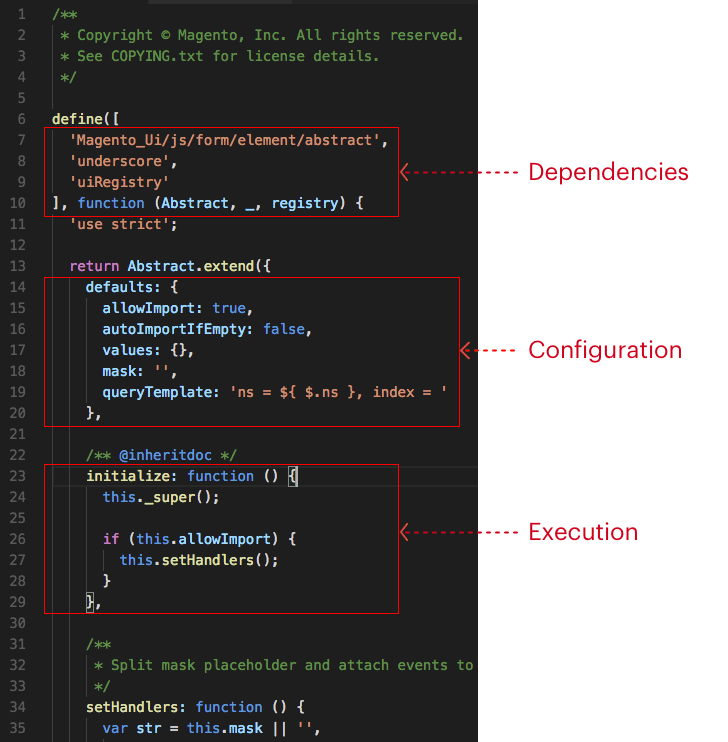 1 /**
2 * Copyright © Magento, Inc. All rights reserved.
3 * See COPYING.txt for license details.
4 */
5
6 define([
7 'Magento_Ui/js/form/element/abstract',
8 'underscore',
9 'uiRegistry'
10 ], function (Abstract, _, registry) {
11 'use strict';
12
13 return Abstract.extend({
14 defaults: {
15 allowImport: true,
16 autoImportIfEmpty: false,
17 values: {},
18 mask: '',
19 queryTemplate: 'ns = ${ $.ns }, index = '
20 },
21
22 /** @inheritdoc */
23 initialize: function () {
24 this._super();
25
26 if (this.allowImport) {
27 this.setHandlers();
28 }
29 },
30
31 /**
32 * Split mask placeholder and attach events to
33 */
34 setHandlers: function () {
35 var str = this.mask || '',
Dependencies
Configuration
Execution